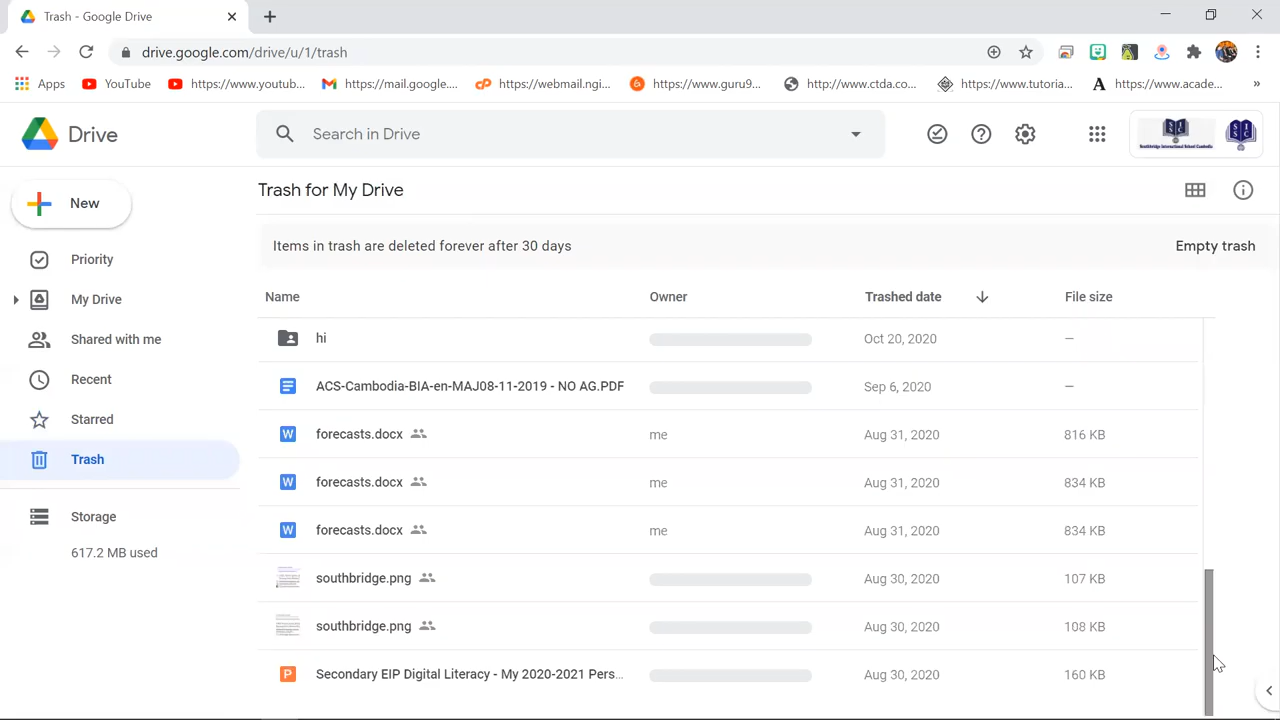 Trash - Google Drive
drive.google.com/drive/u/1/trash
Apps YouTube https://www.youtub... https://mail.google... https://webmail.ngi... https://www.guru9... http://www.ctda.co... https://www.tutoria... https://www.acade... »
Drive
Search in Drive
Southbridge International School Cambodia
New
Trash for My Drive
Items in trash are deleted forever after 30 days
Empty trash
Priority
My Drive
Shared with me
Recent
Starred
Trash
Storage
617.2 MB used
Name Owner Trashed date File size
hi Oct 20, 2020 —
ACS-Cambodia-BIA-en-MAJ08-11-2019 - NO AG.PDF Sep 6, 2020 —
W forecasts.docx me Aug 31, 2020 816 KB
W forecasts.docx me Aug 31, 2020 834 KB
W forecasts.docx me Aug 31, 2020 834 KB
southbridge.png Aug 30, 2020 107 KB
southbridge.png Aug 30, 2020 108 KB
P Secondary EIP Digital Literacy - My 2020-2021 Pers... Aug 30, 2020 160 KB